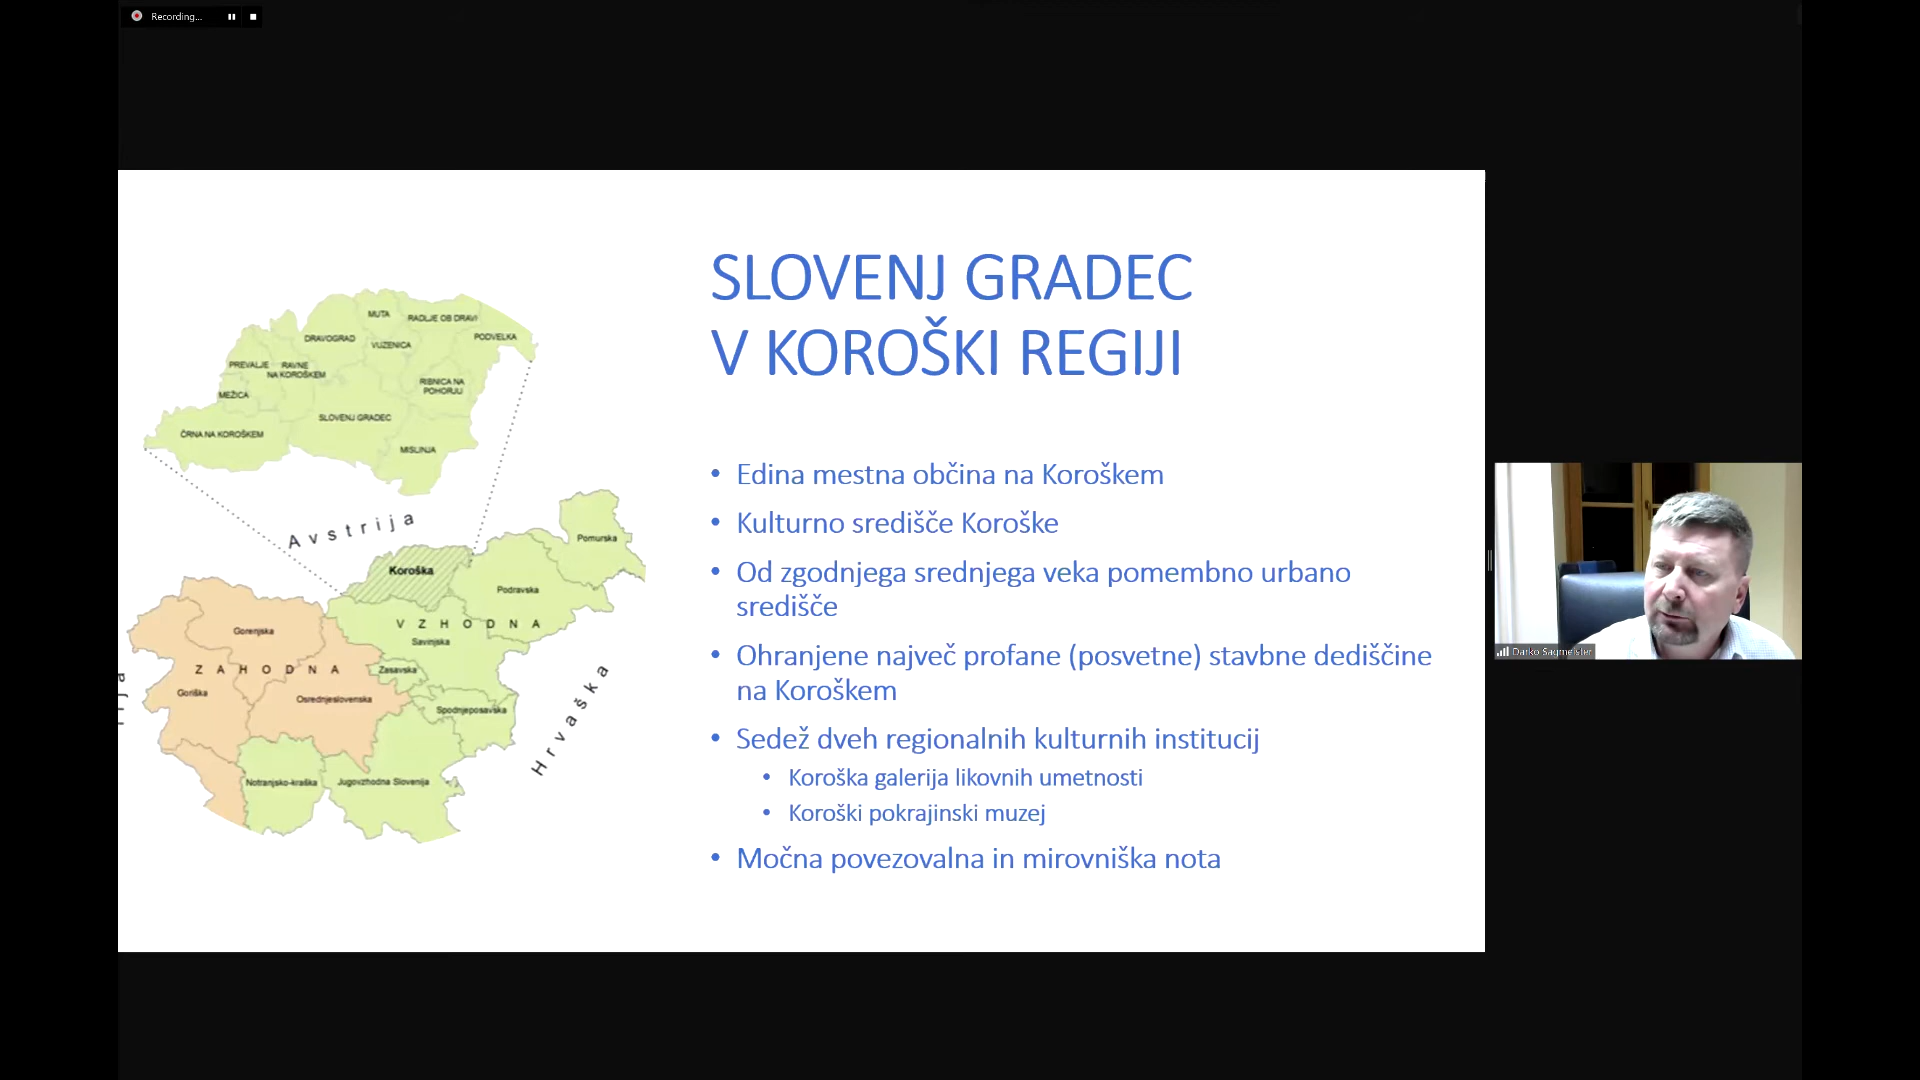 Recording...
SLOVENJ GRADEC
V KOROŠKI REGIJI
• Edina mestna občina na Koroškem
• Kulturno središče Koroške
• Od zgodnjega srednjega veka pomembno urbano
središče
• Ohranjene največ profane (posvetne) stavbne dediščine
na Koroškem
• Sedež dveh regionalnih kulturnih institucij
• Koroška galerija likovnih umetnosti
• Koroški pokrajinski muzej
• Močna povezovalna in mirovniška nota
MUTA
RADLJE OB DRAVI
DRAVOGRAD
VUZENICA
PODVELKA
PREVALJE
RAVNE
NA KOROŠKEM
RIBNICA NA
POHORJU
MEŽICA
SLOVENJ GRADEC
ČRNA NA KOROŠKEM
MISLINJA
Avstrija
Pomurska
Koroška
Podravska
VZHODNA
Gorenjska
Savinjska
ZAHODNA
Zasavska
Goriška
Osrednjeslovenska
Spodnjeposavska
Hrvaška
Notranjsko-kraška
Jugovzhodna Slovenija
Darko Sagmeister